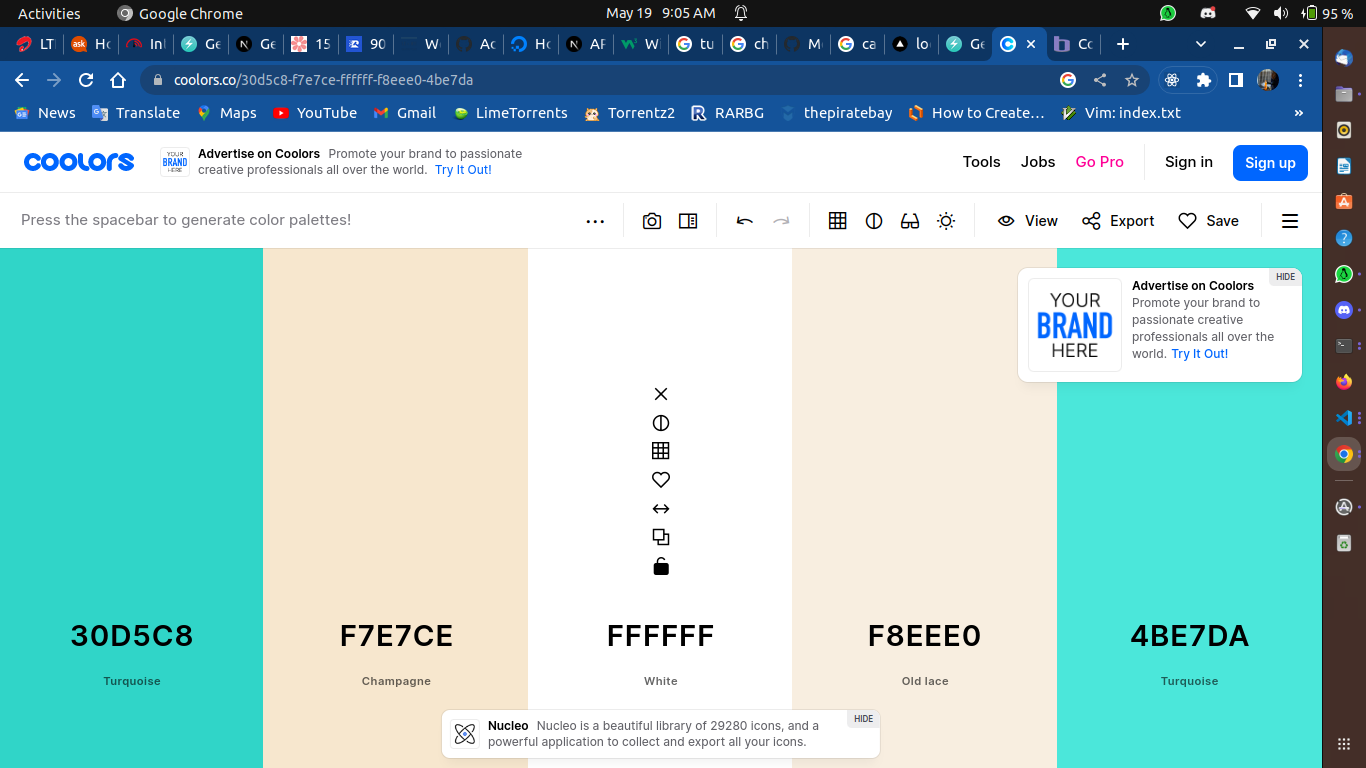 Activities
Google Chrome
May 19 9:05 AM
95 %
LT
ask
Ho
In
Ge
Ge
15
90
We
Ac
Ho
AP
Wi
tu
ch
M
ca
lo
Ge
Co
coolors.co/30d5c8-f7e7ce-ffffff-f8eee0-4be7da
News
Translate
Maps
YouTube
Gmail
LimeTorrents
Torrentz2
RARBG
thepiratebay
How to Create…
Vim: index.txt
»
coolors
YOUR
BRAND
HERE
Advertise on Coolors Promote your brand to passionate
creative professionals all over the world. Try It Out!
Tools
Jobs
Go Pro
Sign in
Sign up
Press the spacebar to generate color palettes!
View
Export
Save
HIDE
YOUR
BRAND
HERE
Advertise on Coolors
Promote your brand to
passionate creative
professionals all over the
world. Try It Out!
30D5C8
F7E7CE
FFFFFF
F8EEE0
4BE7DA
Turquoise
Champagne
White
Old lace
Turquoise
HIDE
Nucleo Nucleo is a beautiful library of 29280 icons, and a
powerful application to collect and export all your icons.